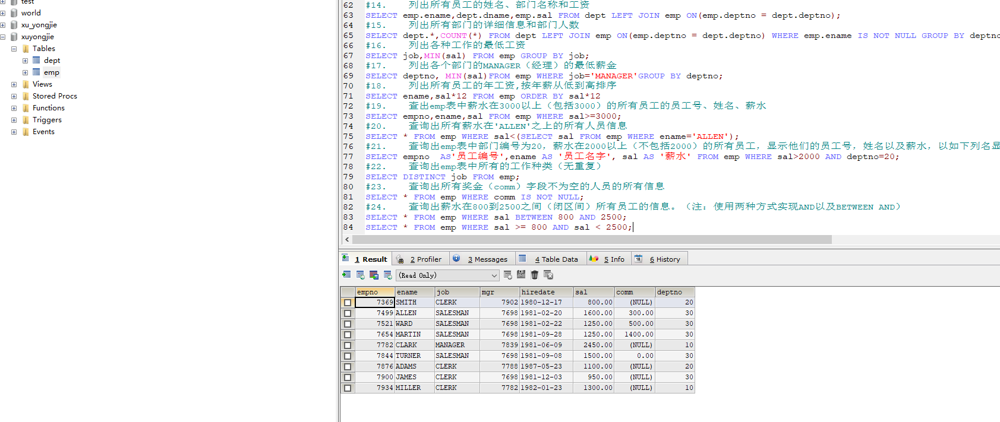 test
world
xu_yongjie
xuyongjie
Tables
dept
emp
Views
Stored Procs
Functions
Triggers
Events
62 #14. 列出所有员工的姓名、部门名称和工资
63 SELECT emp.ename,dept.dname,emp.sal FROM dept LEFT JOIN emp ON(emp.deptno = dept.deptno);
64 #15. 列出所有部门的详细信息和部门人数
65 SELECT dept.*,COUNT(*) FROM dept LEFT JOIN emp ON(emp.deptno = dept.deptno) WHERE emp.ename IS NOT NULL GROUP BY deptno
66 #16. 列出各种工作的最低工资
67 SELECT job,MIN(sal) FROM emp GROUP BY job;
68 #17. 列出各个部门的MANAGER（经理）的最低薪金
69 SELECT deptno, MIN(sal)FROM emp WHERE job='MANAGER'GROUP BY deptno;
70 #18. 列出所有员工的年工资,按年薪从低到高排序
71 SELECT ename,sal*12 FROM emp ORDER BY sal*12
72 #19. 查出emp表中薪水在3000以上（包括3000）的所有员工的员工号、姓名、薪水
73 SELECT empno,ename,sal FROM emp WHERE sal>=3000;
74 #20. 查询出所有薪水在'ALLEN'之上的所有人员信息
75 SELECT * FROM emp WHERE sal<(SELECT sal FROM emp WHERE ename='ALLEN');
76 #21. 查询出emp表中部门编号为20，薪水在2000以上（不包括2000）的所有员工，显示他们的员工号，姓名以及薪水，以如下列名显
77 SELECT empno AS'员工编号',ename AS '员工名字', sal AS '薪水' FROM emp WHERE sal>2000 AND deptno=20;
78 #22. 查询出emp表中所有的工作种类（无重复）
79 SELECT DISTINCT job FROM emp;
80 #23. 查询出所有奖金（comm）字段不为空的人员的所有信息
81 SELECT * FROM emp WHERE comm IS NOT NULL;
82 #24. 查询出薪水在800到2500之间（闭区间）所有员工的信息。（注：使用两种方式实现AND以及BETWEEN AND）
83 SELECT * FROM emp WHERE sal BETWEEN 800 AND 2500;
84 SELECT * FROM emp WHERE sal >= 800 AND sal < 2500;
1 Result 2 Profiler 3 Messages 4 Table Data 5 Info 6 History
(Read Only)
empno ename job mgr hiredate sal comm deptno
7369 SMITH CLERK 7902 1980-12-17 800.00 (NULL) 20
7499 ALLEN SALESMAN 7698 1981-02-20 1600.00 300.00 30
7521 WARD SALESMAN 7698 1981-02-22 1250.00 500.00 30
7654 MARTIN SALESMAN 7698 1981-09-28 1250.00 1400.00 30
7782 CLARK MANAGER 7839 1981-06-09 2450.00 (NULL) 10
7844 TURNER SALESMAN 7698 1981-09-08 1500.00 0.00 30
7876 ADAMS CLERK 7788 1987-05-23 1100.00 (NULL) 20
7900 JAMES CLERK 7698 1981-12-03 950.00 (NULL) 30
7934 MILLER CLERK 7782 1982-01-23 1300.00 (NULL) 10